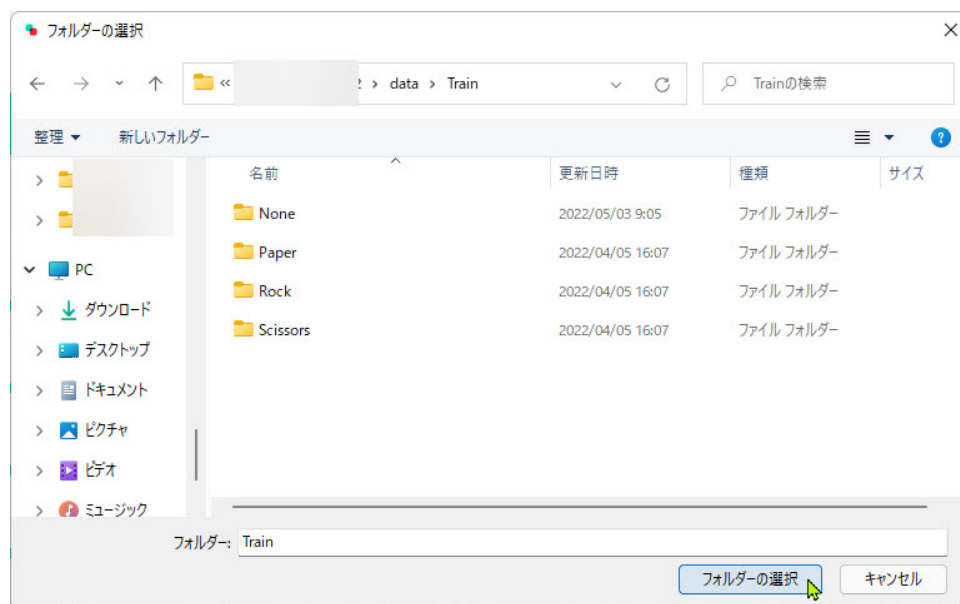 フォルダーの選択
data › Train
Trainの検索
整理 新しいフォルダー
名前 更新日時 種類 サイズ
None 2022/05/03 9:05 ファイル フォルダー
Paper 2022/04/05 16:07 ファイル フォルダー
Rock 2022/04/05 16:07 ファイル フォルダー
Scissors 2022/04/05 16:07 ファイル フォルダー
PC
ダウンロード
デスクトップ
ドキュメント
ピクチャ
ビデオ
ミュージック
フォルダー: Train
フォルダーの選択 キャンセル